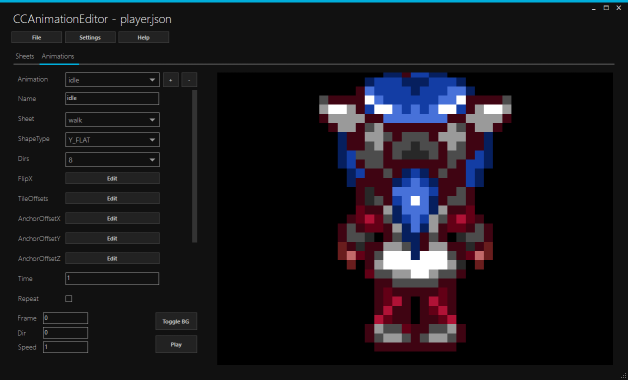 CCAnimationEditor - player.json
File Settings Help
Sheets Animations
Animation idle + -
Name idle
Sheet walk
ShapeType Y_FLAT
Dirs 8
FlipX Edit
TileOffsets Edit
AnchorOffsetX Edit
AnchorOffsetY Edit
AnchorOffsetZ Edit
Time 1
Repeat
Frame 0 Toggle BG
Dir 0
Speed 1 Play